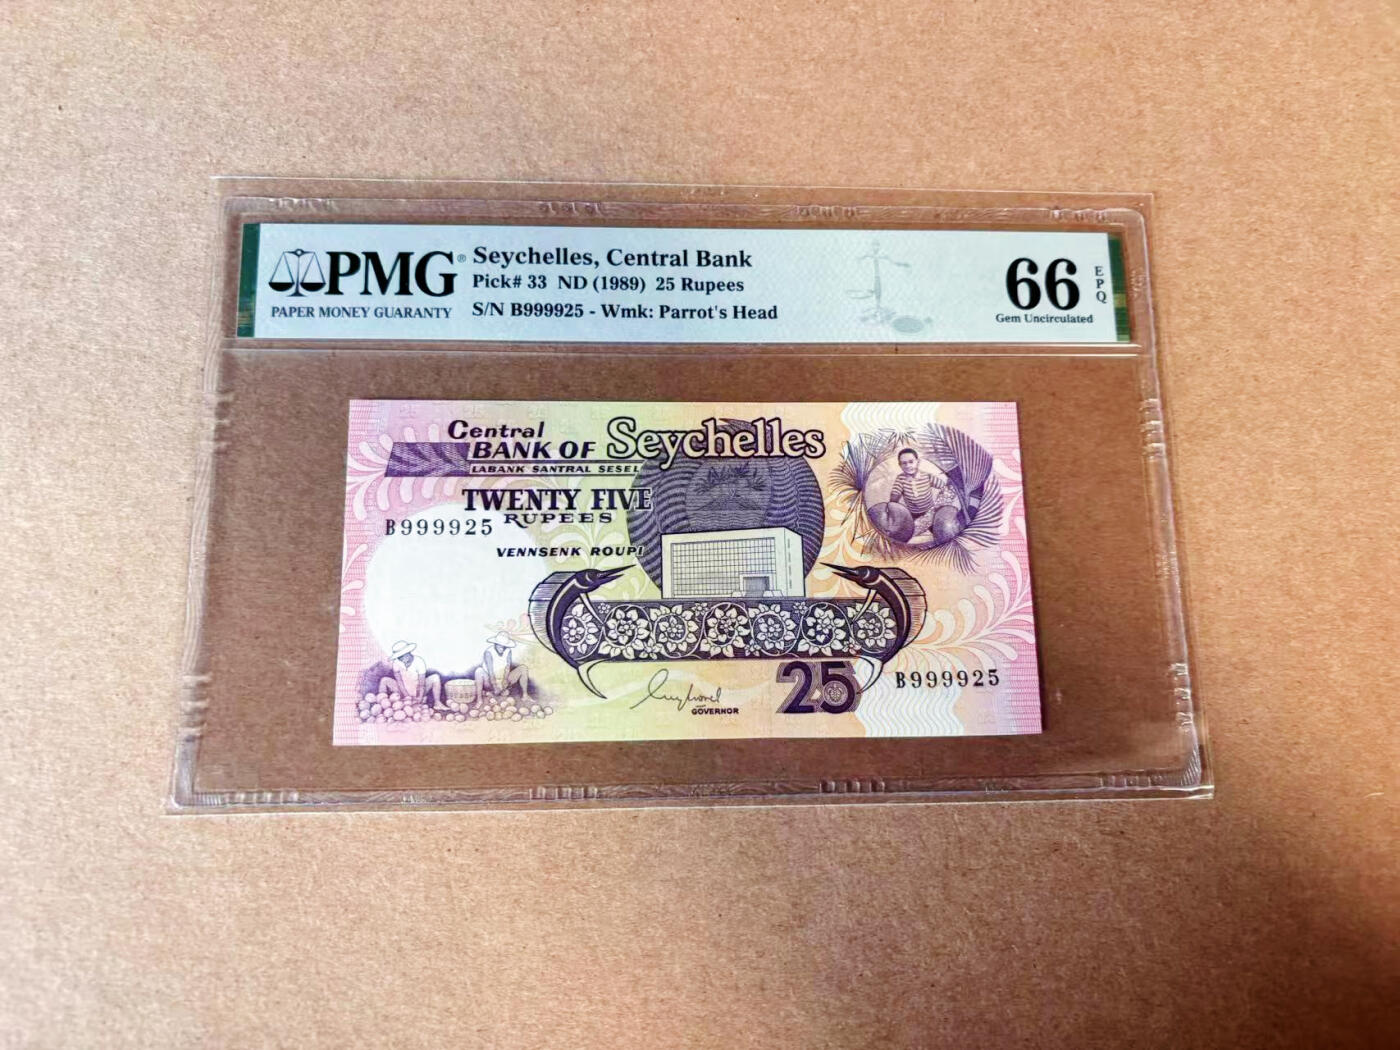 PMG®
PAPER MONEY GUARANTY
Seychelles, Central Bank
Pick# 33 ND (1989) 25 Rupees
S/N B999925 - Wmk: Parrot's Head
66
EPQ
Gem Uncirculated
Central
BANK OF Seychelles
LABANK SANTRAL SESEL
TWENTY FIVE
RUPEES
B999925
VENNSENK ROUPI
GOVERNOR
25
B999925